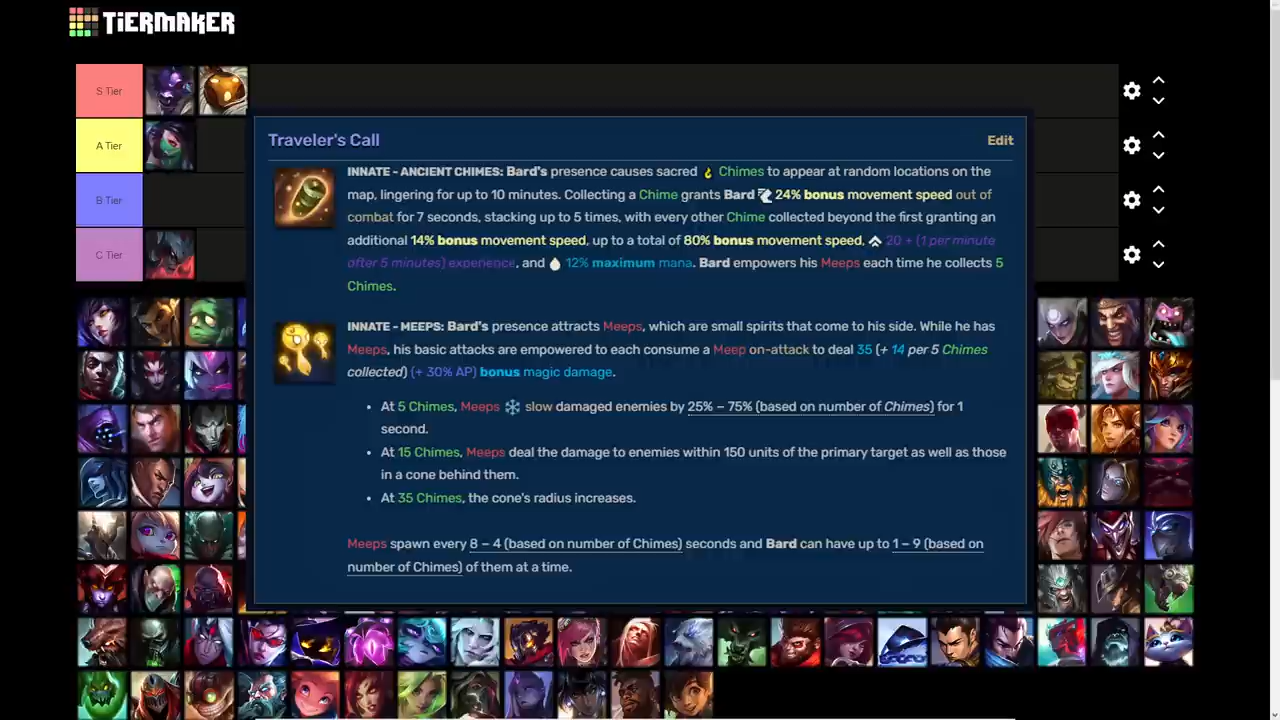 TIERMAKER
S Tier
A Tier
B Tier
C Tier
Traveler's Call
Edit
INNATE - ANCIENT CHIMES: Bard's presence causes sacred Chimes to appear at random locations on the
map, lingering for up to 10 minutes. Collecting a Chime grants Bard 24% bonus movement speed out of
combat for 7 seconds, stacking up to 5 times, with every other Chime collected beyond the first granting an
additional 14% bonus movement speed, up to a total of 80% bonus movement speed, 20 + (1 per minute
after 5 minutes) experience, and 12% maximum mana. Bard empowers his Meeps each time he collects 5
Chimes.
INNATE - MEEPS: Bard's presence attracts Meeps, which are small spirits that come to his side. While he has
Meeps, his basic attacks are empowered to each consume a Meep on-attack to deal 35 (+ 14 per 5 Chimes
collected) (+ 30% AP) bonus magic damage.
• At 5 Chimes, Meeps slow damaged enemies by 25% – 75% (based on number of Chimes) for 1
second.
• At 15 Chimes, Meeps deal the damage to enemies within 150 units of the primary target as well as those
in a cone behind them.
• At 35 Chimes, the cone's radius increases.
Meeps spawn every 8 – 4 (based on number of Chimes) seconds and Bard can have up to 1 – 9 (based on
number of Chimes) of them at a time.